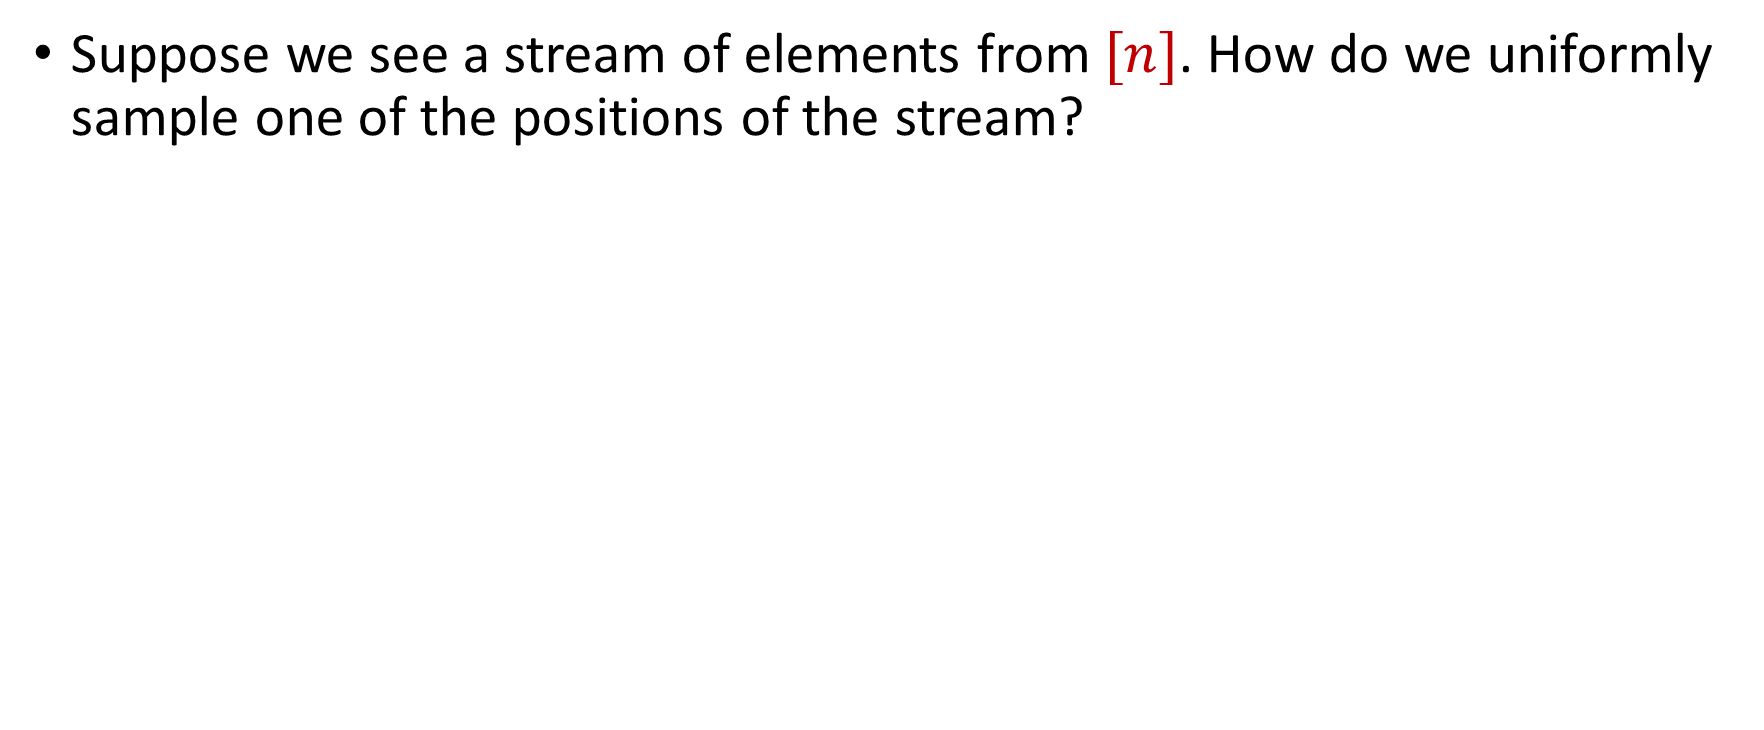 • Suppose we see a stream of elements from [n]. How do we uniformly
sample one of the positions of the stream?